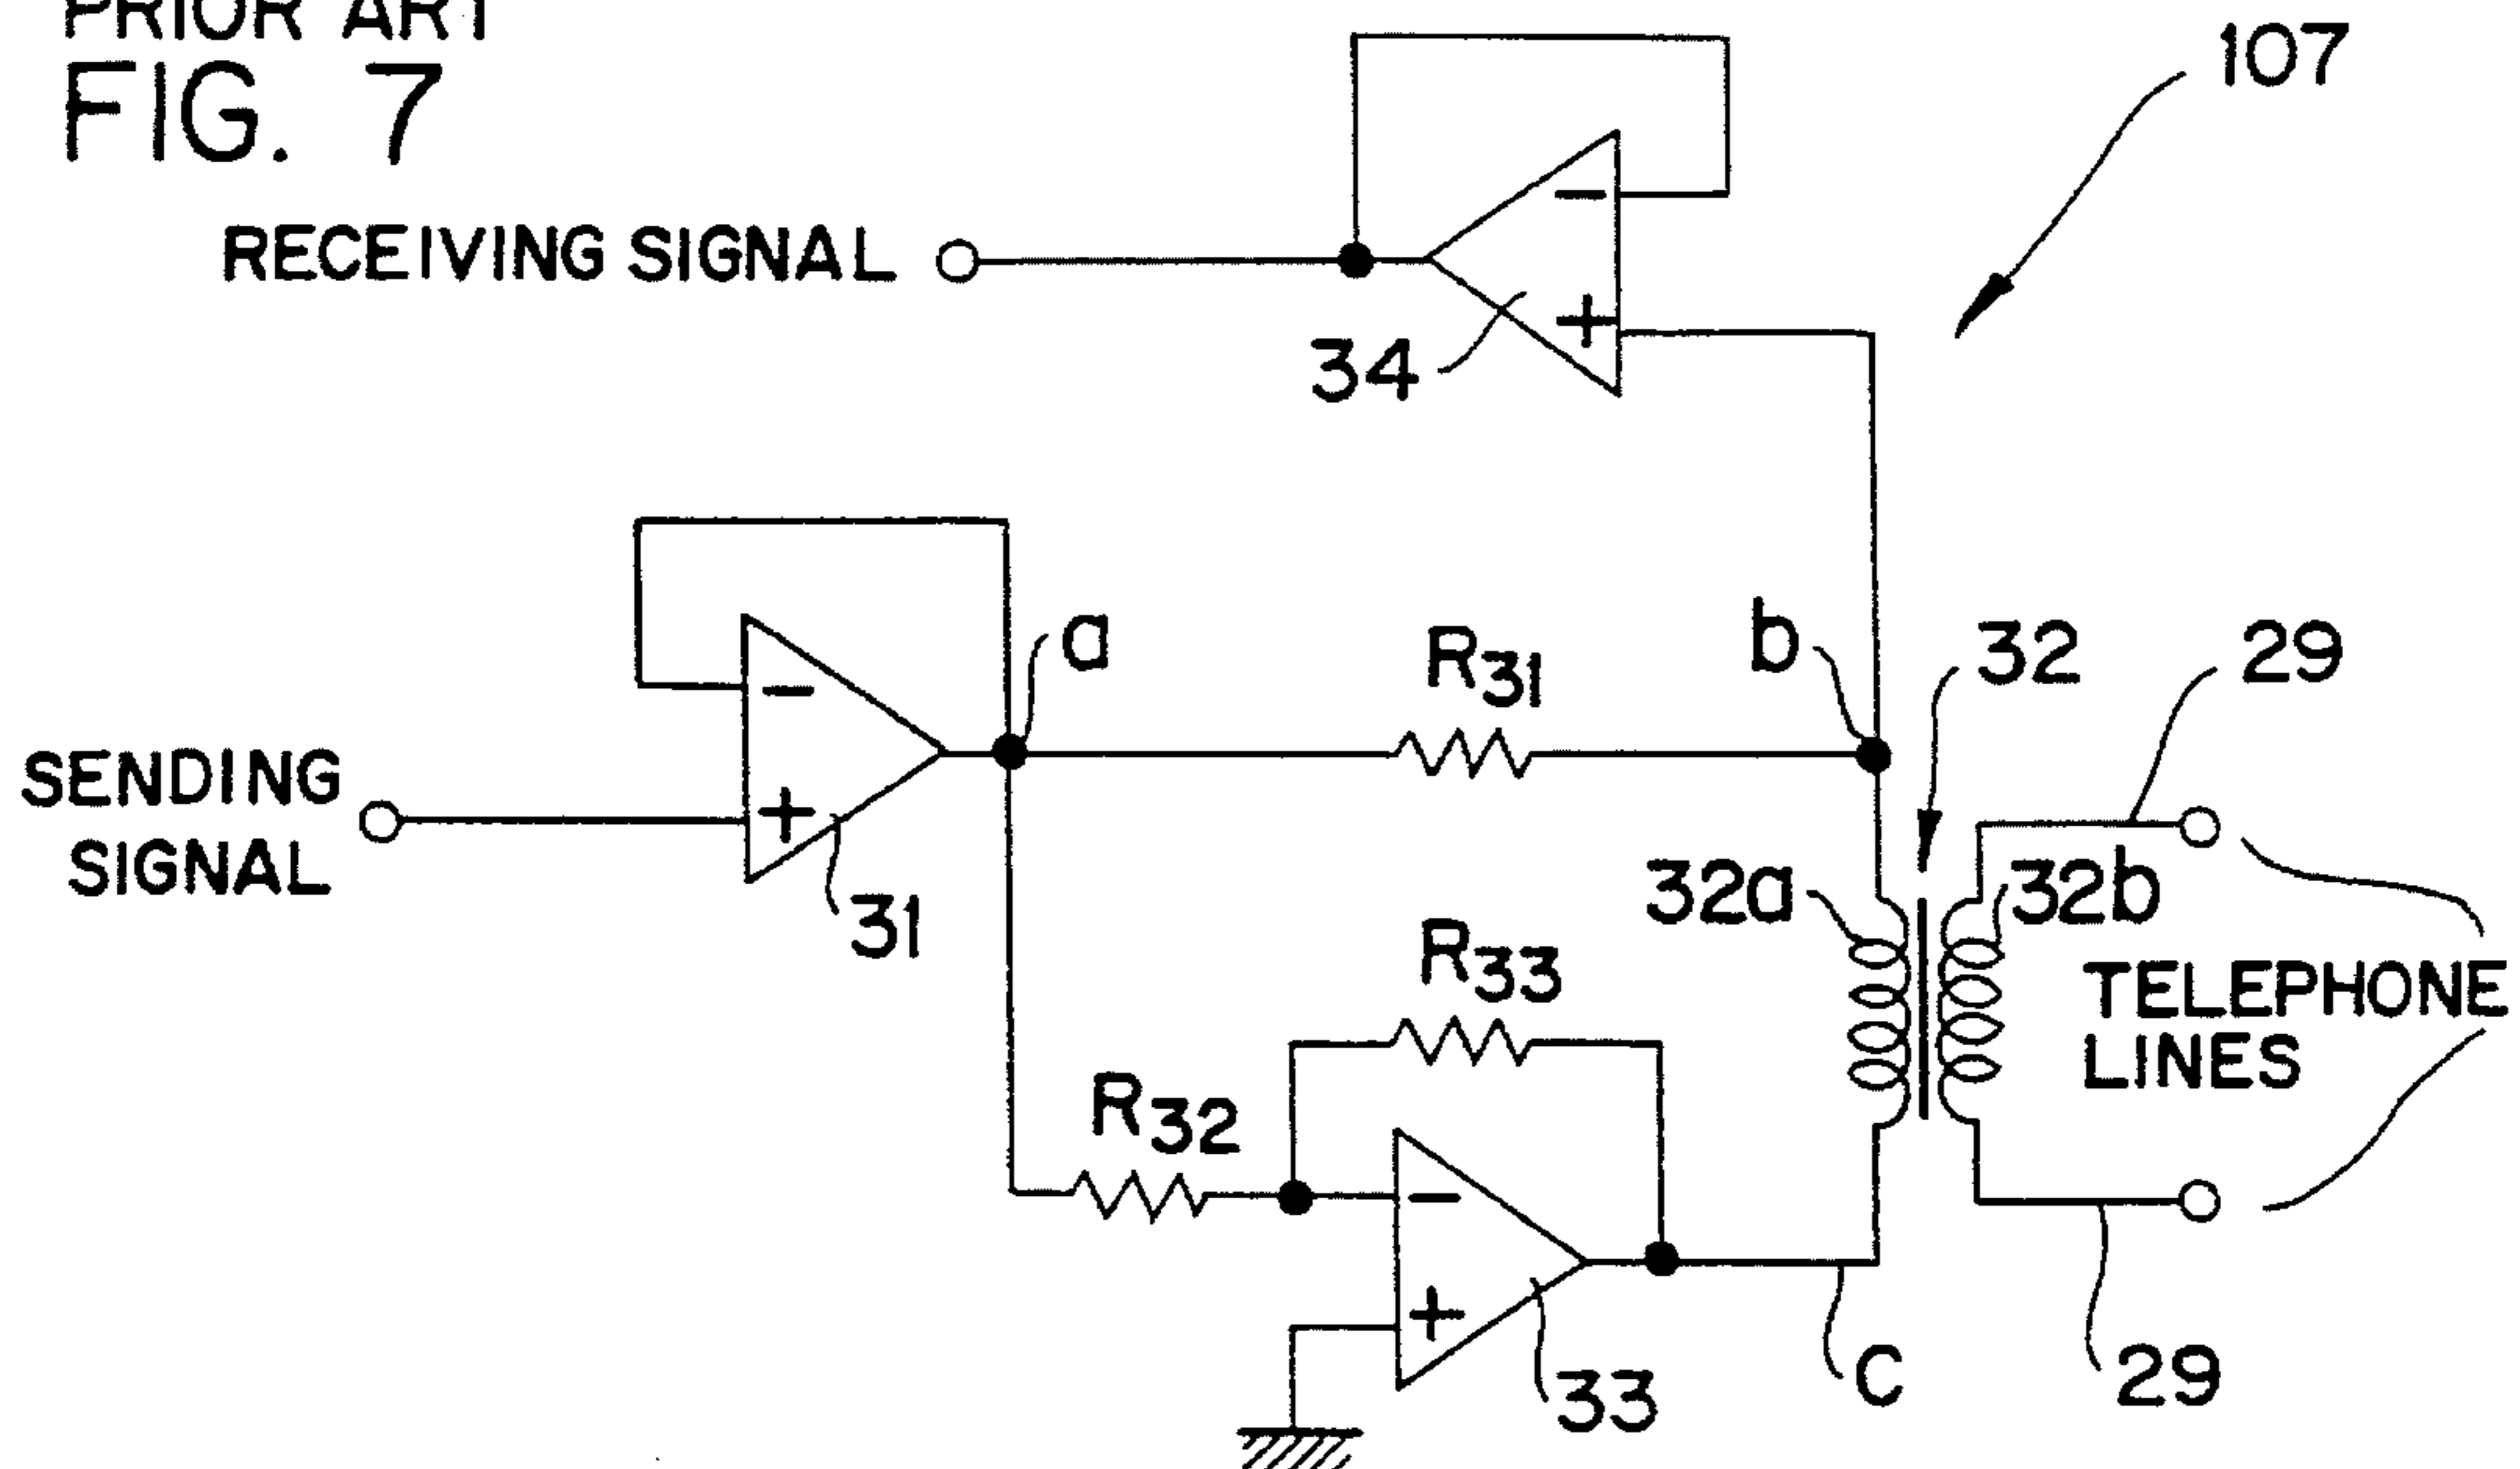 PRIOR ART
FIG. 7
107
RECEIVING SIGNAL
−
+
34
a
R31
b
32
29
−
+
SENDING
SIGNAL
31
32a
32b
R33
TELEPHONE
LINES
R32
−
+
33
C
29